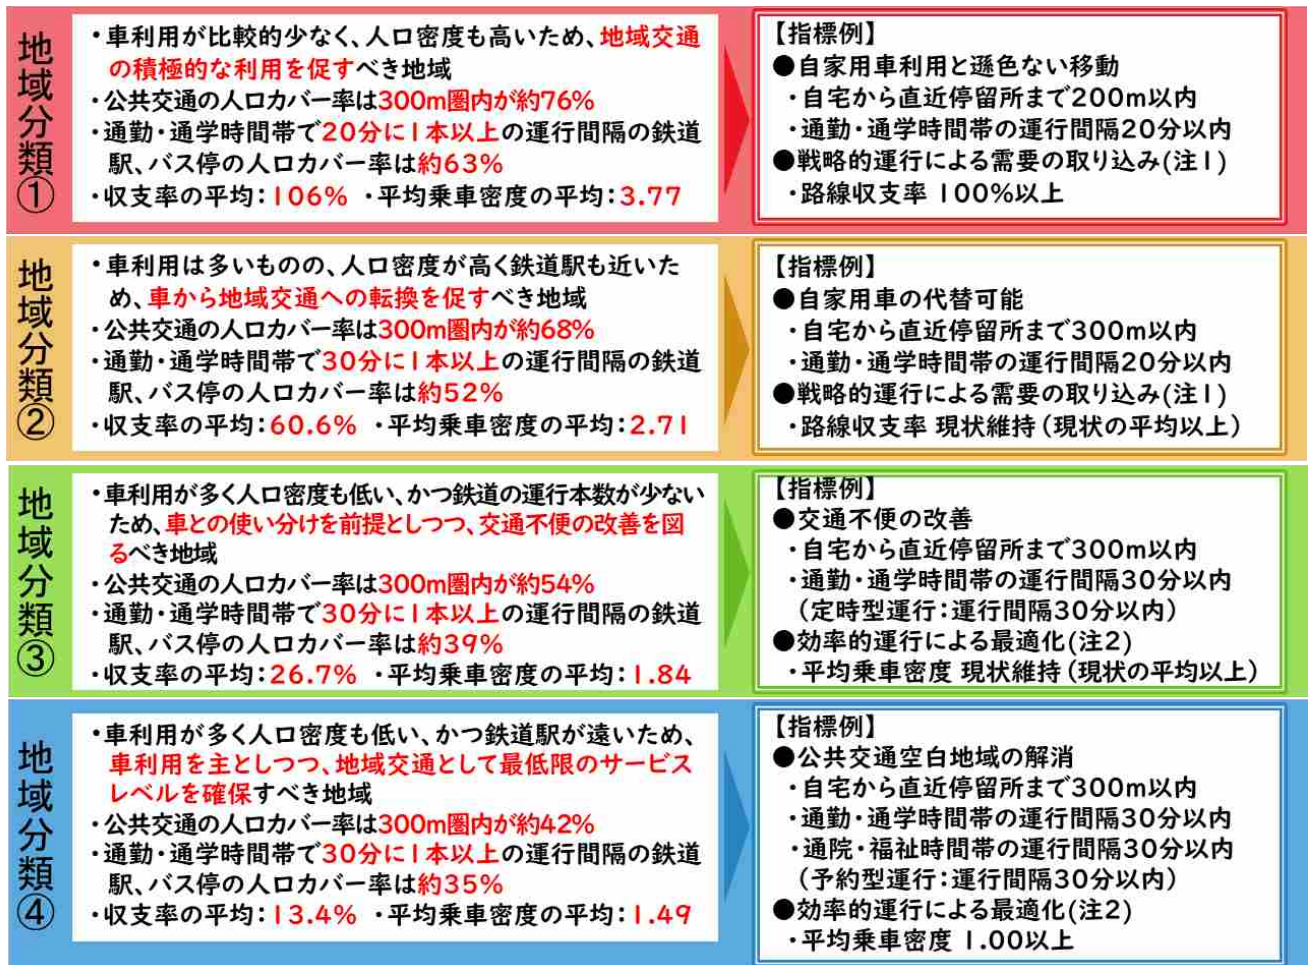 地域分類①
・車利用が比較的少なく、人口密度も高いため、地域交通
の積極的な利用を促すべき地域
・公共交通の人口カバー率は300m圏内が約76%
・通勤・通学時間帯で20分に1本以上の運行間隔の鉄道
駅、バス停の人口カバー率は約63%
・収支率の平均:106% ・平均乗車密度の平均:3.77
【指標例】
●自家用車利用と遜色ない移動
・自宅から直近停留所まで200m以内
・通勤・通学時間帯の運行間隔20分以内
●戦略的運行による需要の取り込み(注1)
・路線収支率 100%以上
地域分類②
・車利用は多いものの、人口密度が高く鉄道駅も近いた
め、車から地域交通への転換を促すべき地域
・公共交通の人口カバー率は300m圏内が約68%
・通勤・通学時間帯で30分に1本以上の運行間隔の鉄道
駅、バス停の人口カバー率は約52%
・収支率の平均:60.6% ・平均乗車密度の平均:2.71
【指標例】
●自家用車の代替可能
・自宅から直近停留所まで300m以内
・通勤・通学時間帯の運行間隔20分以内
●戦略的運行による需要の取り込み(注1)
・路線収支率 現状維持(現状の平均以上)
地域分類③
・車利用が多く人口密度も低い、かつ鉄道の運行本数が少ない
ため、車との使い分けを前提としつつ、交通不便の改善を図
るべき地域
・公共交通の人口カバー率は300m圏内が約54%
・通勤・通学時間帯で30分に1本以上の運行間隔の鉄道
駅、バス停の人口カバー率は約39%
・収支率の平均:26.7% ・平均乗車密度の平均:1.84
【指標例】
●交通不便の改善
・自宅から直近停留所まで300m以内
・通勤・通学時間帯の運行間隔30分以内
(定時型運行:運行間隔30分以内)
●効率的運行による最適化(注2)
・平均乗車密度 現状維持(現状の平均以上)
地域分類④
・車利用が多く人口密度も低い、かつ鉄道駅が遠いため、
車利用を主としつつ、地域交通として最低限のサービス
レベルを確保すべき地域
・公共交通の人口カバー率は300m圏内が約42%
・通勤・通学時間帯で30分に1本以上の運行間隔の鉄道
駅、バス停の人口カバー率は約35%
・収支率の平均:13.4% ・平均乗車密度の平均:1.49
【指標例】
●公共交通空白地域の解消
・自宅から直近停留所まで300m以内
・通勤・通学時間帯の運行間隔30分以内
・通院・福祉時間帯の運行間隔30分以内
(予約型運行:運行間隔30分以内)
●効率的運行による最適化(注2)
・平均乗車密度 1.00以上